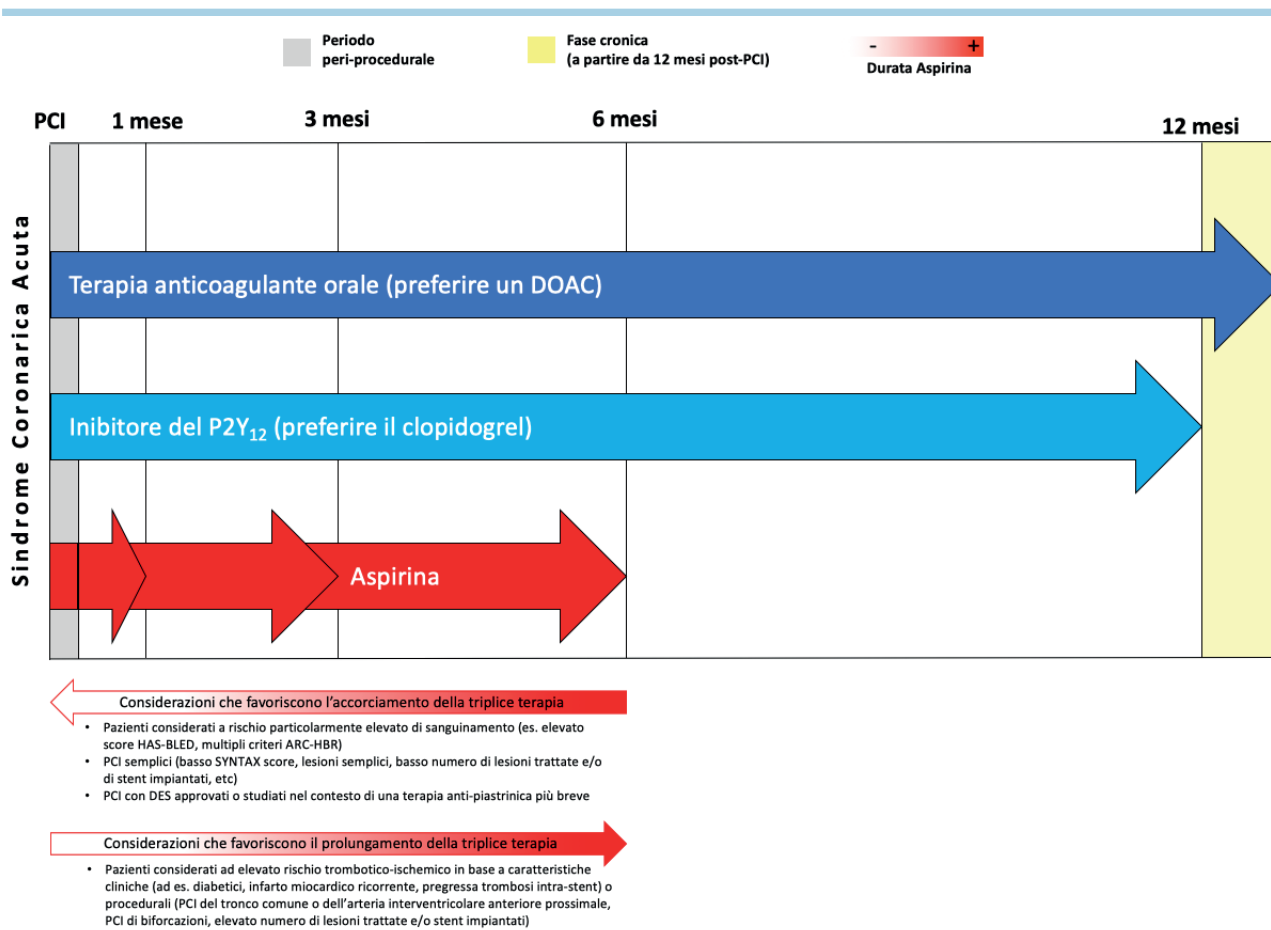 Periodo
peri-procedurale
Fase cronica
(a partire da 12 mesi post-PCI)
- +
Durata Aspirina
PCI
1 mese
3 mesi
6 mesi
12 mesi
Sindrome Coronarica Acuta
Terapia anticoagulante orale (preferire un DOAC)
Inibitore del P2Y₁₂ (preferire il clopidogrel)
Aspirina
Considerazioni che favoriscono l’accorciamento della triplice terapia
• Pazienti considerati a rischio particolarmente elevato di sanguinamento (es. elevato
score HAS-BLED, multipli criteri ARC-HBR)
• PCI semplici (basso SYNTAX score, lesioni semplici, basso numero di lesioni trattate e/o
di stent impiantati, etc)
• PCI con DES approvati o studiati nel contesto di una terapia anti-piastrinica più breve
Considerazioni che favoriscono il prolungamento della triplice terapia
• Pazienti considerati ad elevato rischio trombotico-ischemico in base a caratteristiche
cliniche (ad es. diabetici, infarto miocardico ricorrente, pregressa trombosi intra-stent) o
procedurali (PCI del tronco comune o dell’arteria interventricolare anteriore prossimale,
PCI di biforcazioni, elevato numero di lesioni trattate e/o stent impiantati)